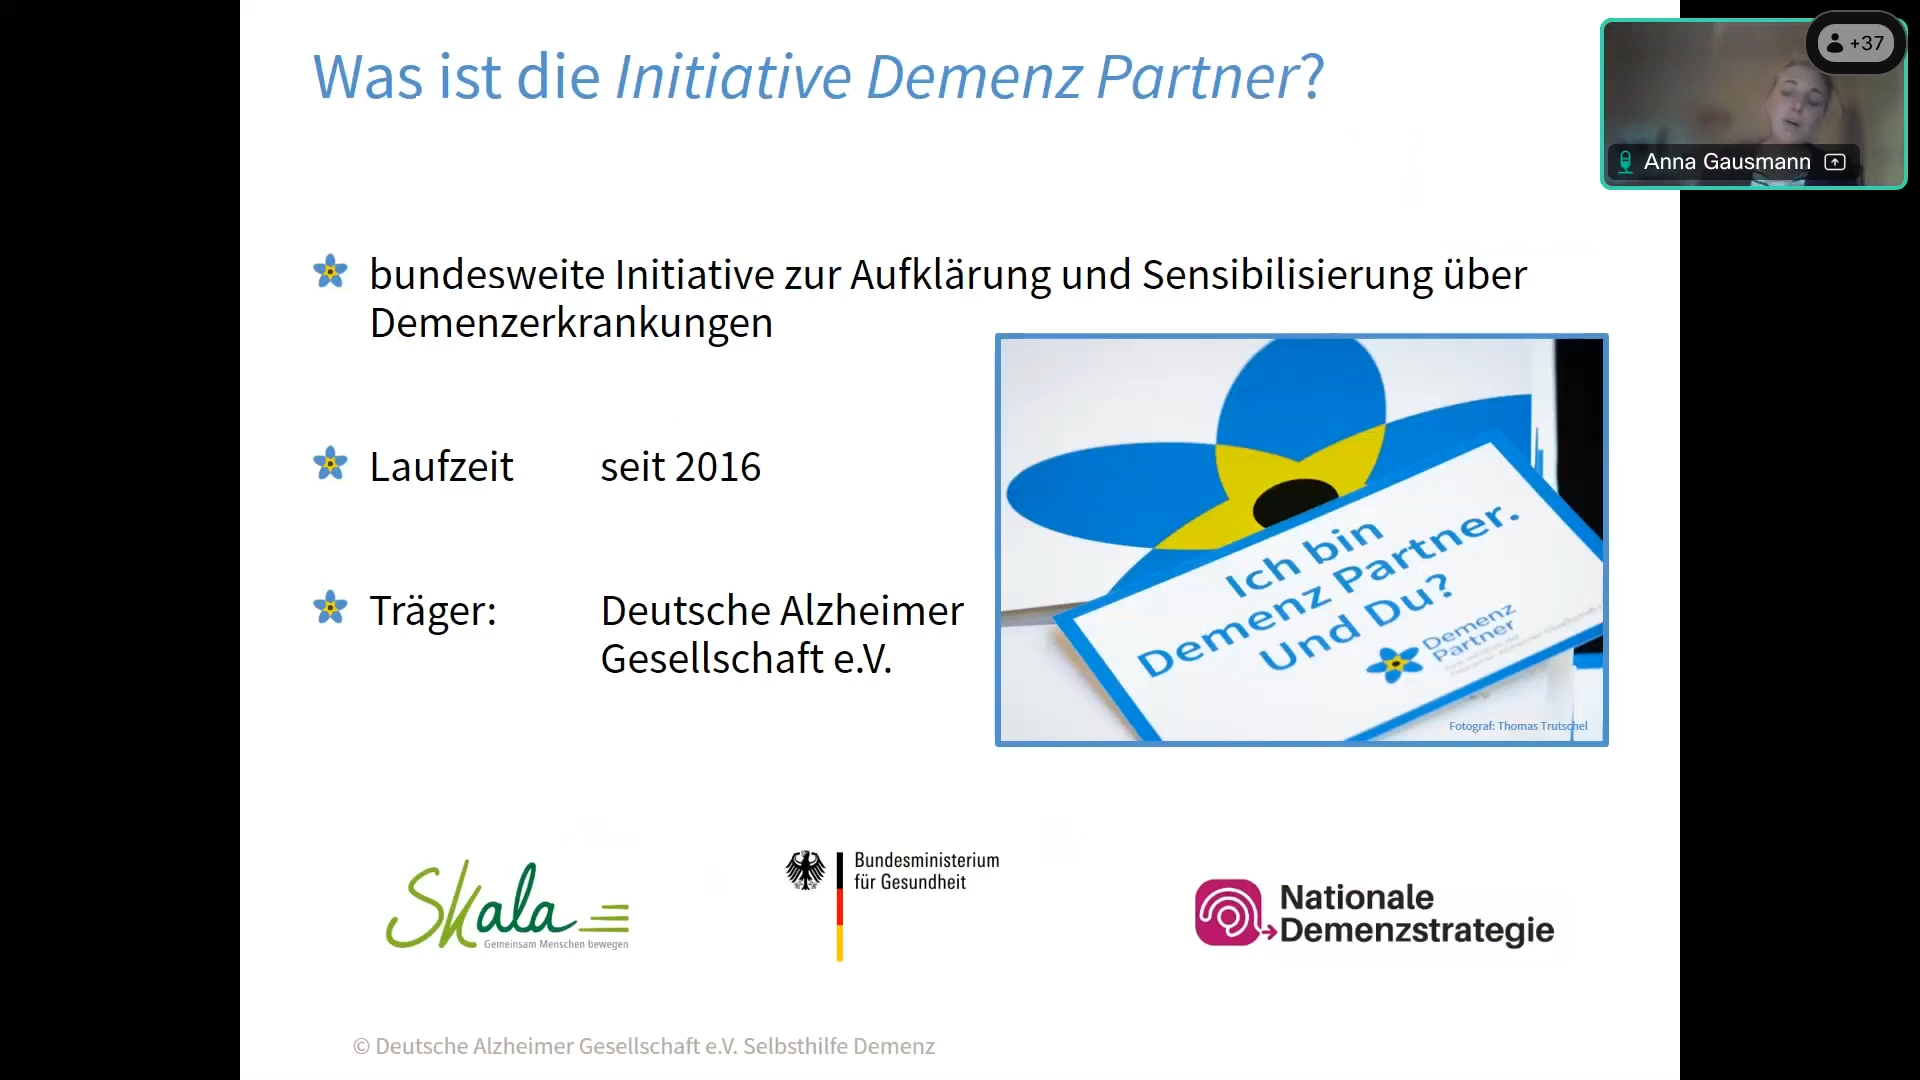 Was ist die Initiative Demenz Partner?
+37
Anna Gausmann
bundesweite Initiative zur Aufklärung und Sensibilisierung über
Demenzerkrankungen
Laufzeit seit 2016
Träger: Deutsche Alzheimer
Gesellschaft e.V.
Ich bin
Demenz Partner.
Und Du?
Demenz
Partner
Fotograf: Thomas Trutschel
Skala
Gemeinsam Menschen bewegen
Bundesministerium
für Gesundheit
Nationale
Demenzstrategie
© Deutsche Alzheimer Gesellschaft e.V. Selbsthilfe Demenz